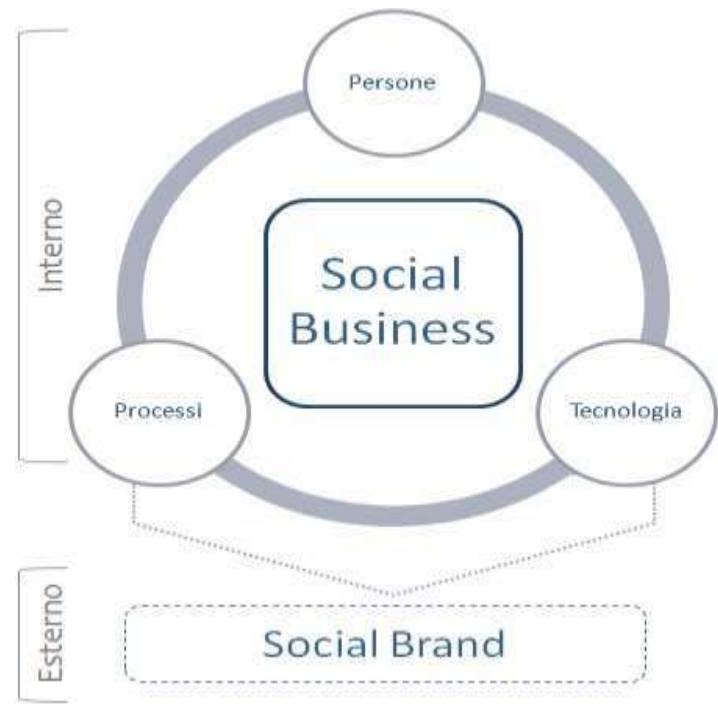 Persone
Interno
Social
Business
Processi
Tecnologia
Esterno
Social Brand